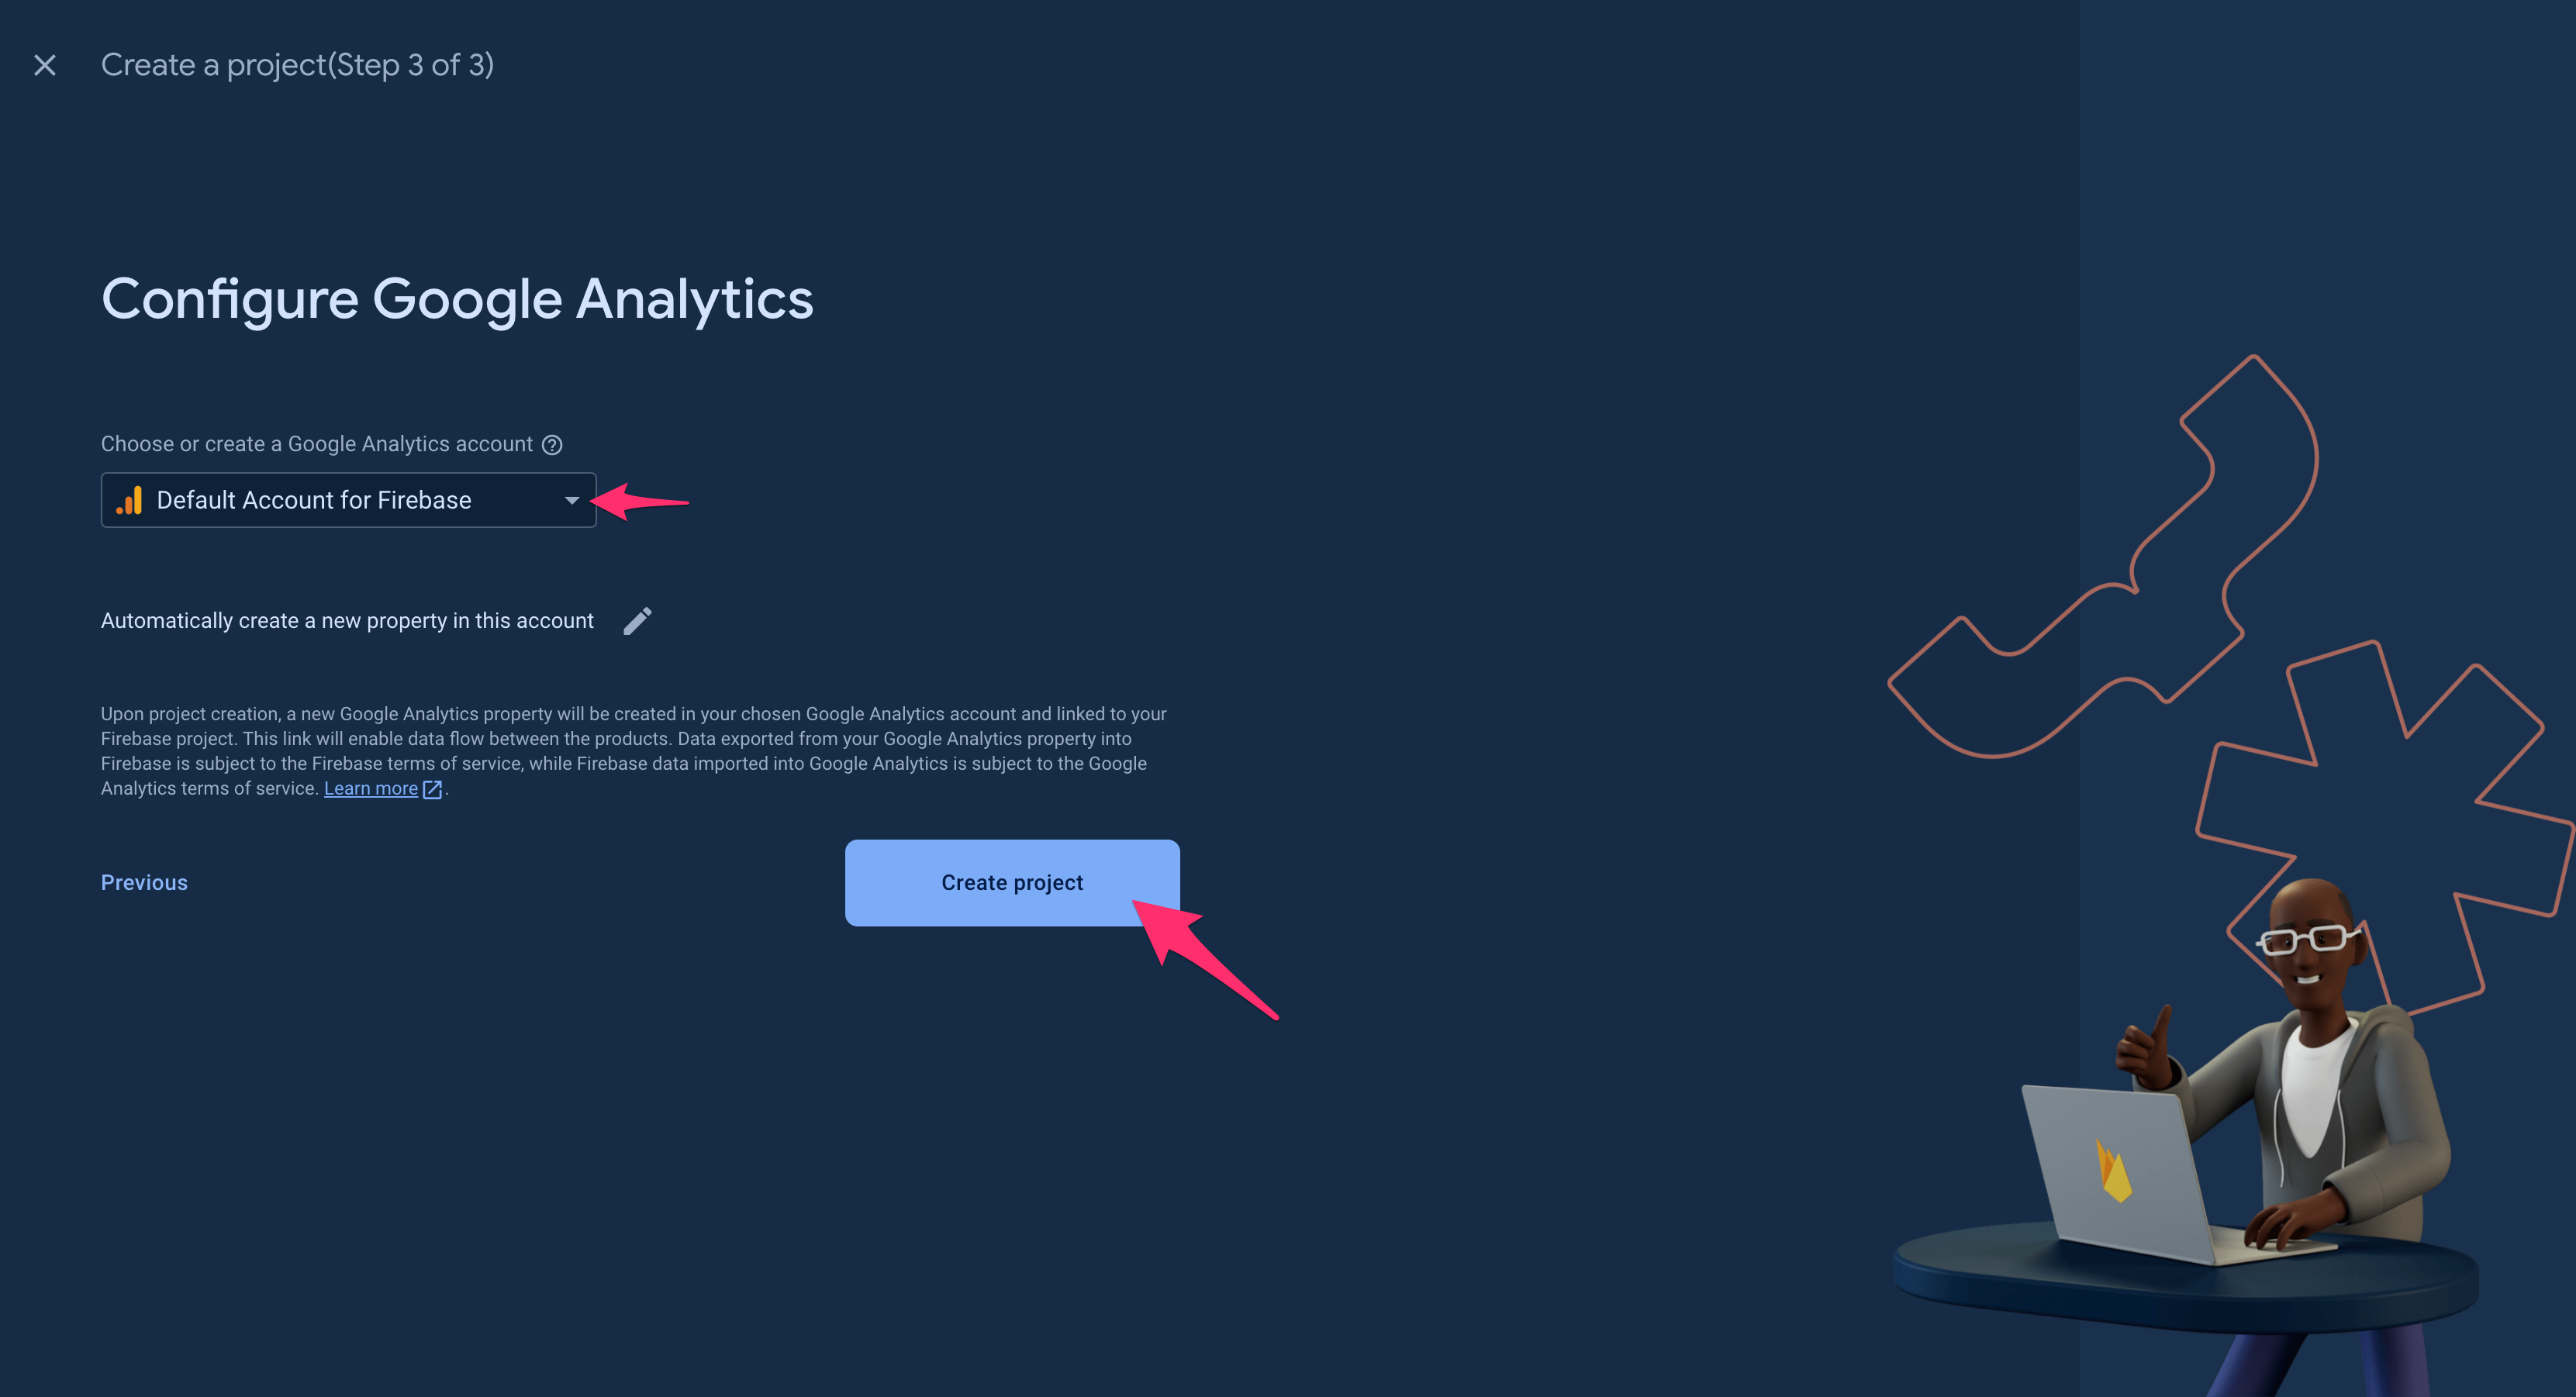 Create a project(Step 3 of 3)
Configure Google Analytics
Choose or create a Google Analytics account
Default Account for Firebase
Automatically create a new property in this account
Upon project creation, a new Google Analytics property will be created in your chosen Google Analytics account and linked to your
Firebase project. This link will enable data flow between the products. Data exported from your Google Analytics property into
Firebase is subject to the Firebase terms of service, while Firebase data imported into Google Analytics is subject to the Google
Analytics terms of service. Learn more.
Previous
Create project